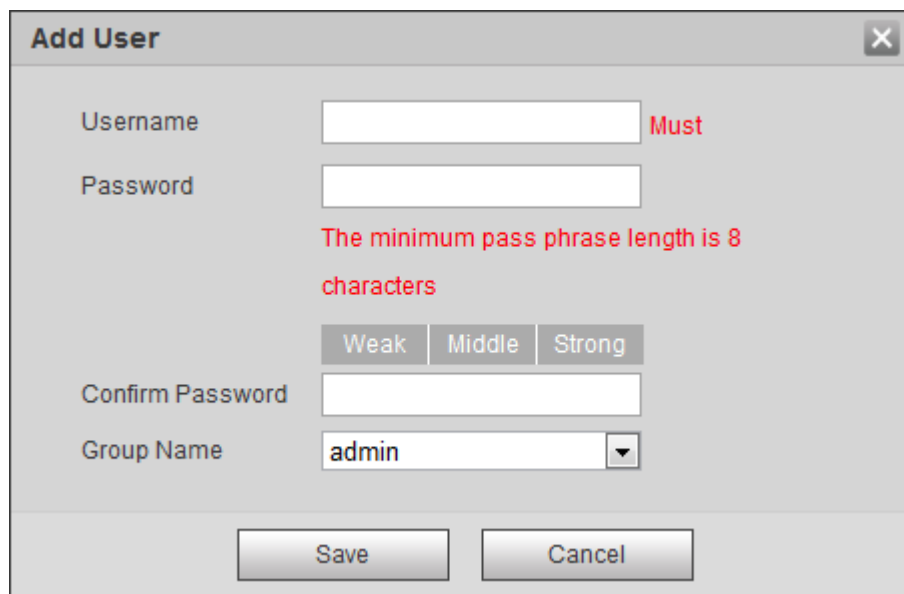 Add User
Username
Must
Password
The minimum pass phrase length is 8
characters
Weak Middle Strong
Confirm Password
Group Name
admin
Save Cancel